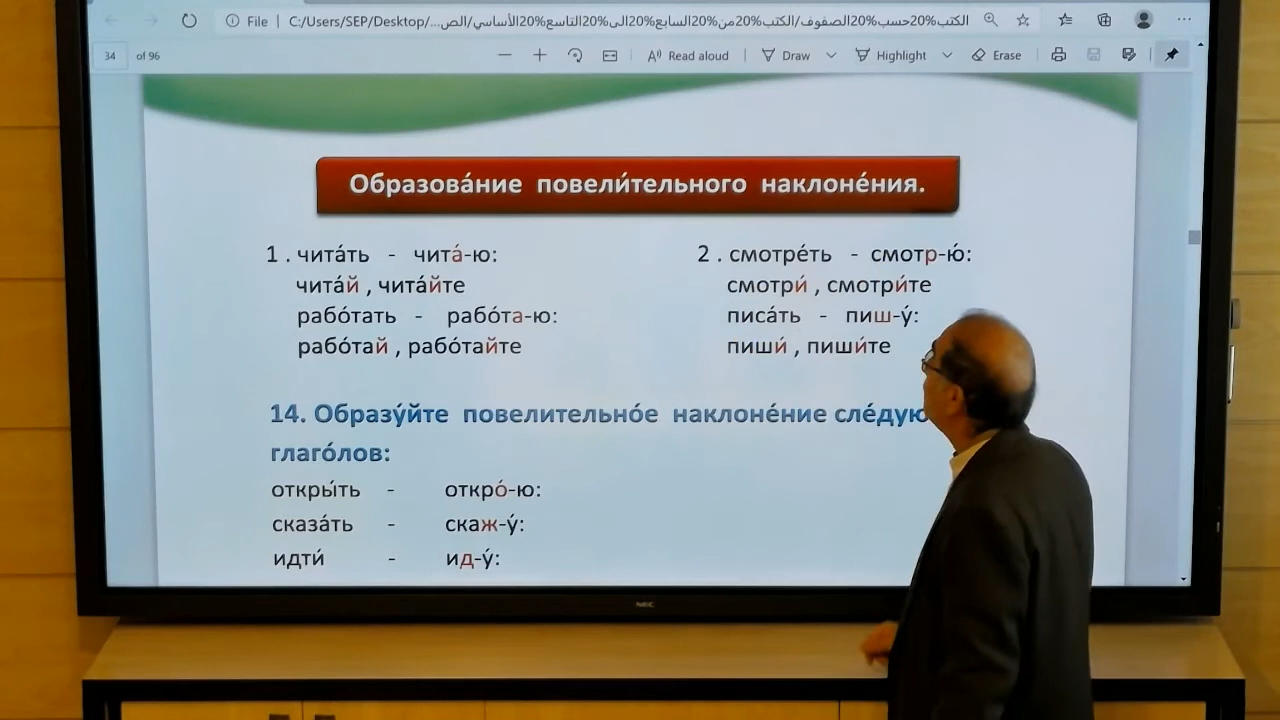 File | C:/Users/SEP/Desktop/...الكتب%20حسب%20الصفوف/الكتب%20من%20السابع%20الى%20التاسع%20الأساسي/الص
34 of 96
Read aloud | Draw Highlight Erase
Образова́ние повели́тельного наклоне́ния.
1 . чита́ть - чита́-ю:
чита́й , чита́йте
рабо́тать - рабо́та-ю:
рабо́тай , рабо́тайте
2 . смотре́ть - смотр-ю́:
смотри́ , смотри́те
писа́ть - пиш-у́:
пиши́ , пиши́те
14. Образу́йте повелительно́е наклоне́ние сле́дую
глаго́лов:
откры́ть - откро́-ю:
сказа́ть - скаж-у́:
идти́ - ид-у́:
NEC